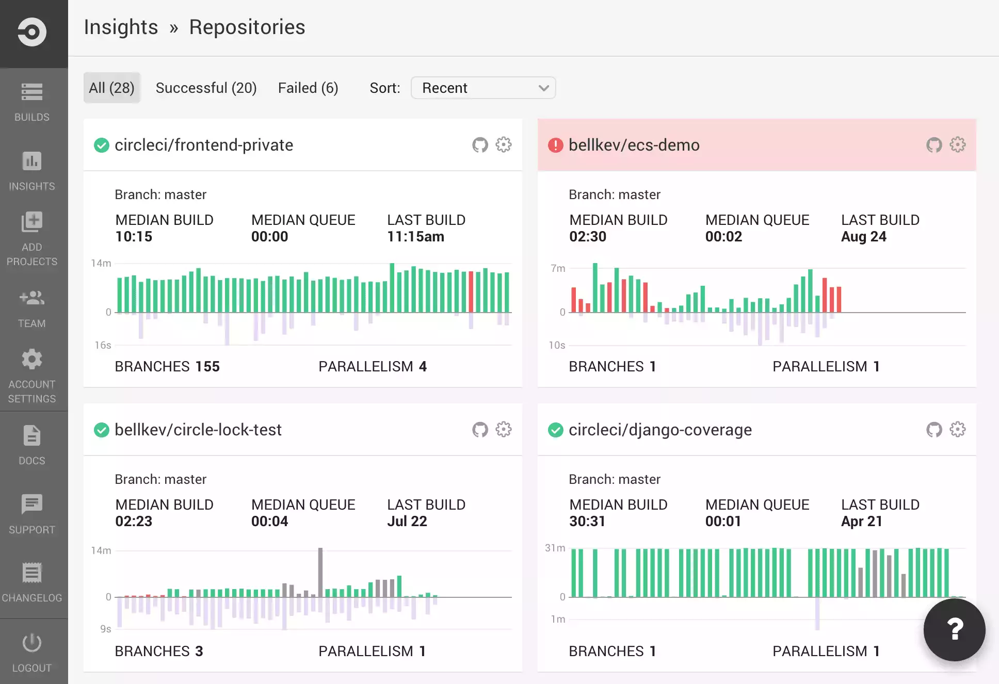 Insights » Repositories
All (28) Successful (20) Failed (6) Sort: Recent
BUILDS
INSIGHTS
ADD
PROJECTS
TEAM
ACCOUNT
SETTINGS
DOCS
SUPPORT
CHANGELOG
LOGOUT
circleci/frontend-private
Branch: master
MEDIAN BUILD MEDIAN QUEUE LAST BUILD
10:15 00:00 11:15am
14m
0
16s
BRANCHES 155 PARALLELISM 4
! bellkev/ecs-demo
Branch: master
MEDIAN BUILD MEDIAN QUEUE LAST BUILD
02:30 00:02 Aug 24
7m
0
10s
BRANCHES 1 PARALLELISM 1
bellkev/circle-lock-test
Branch: master
MEDIAN BUILD MEDIAN QUEUE LAST BUILD
02:23 00:04 Jul 22
14m
0
9s
BRANCHES 3 PARALLELISM 1
circleci/django-coverage
Branch: master
MEDIAN BUILD MEDIAN QUEUE LAST BUILD
30:31 00:01 Apr 21
31m
0
1m
BRANCHES 1 PARALLELISM 1
?